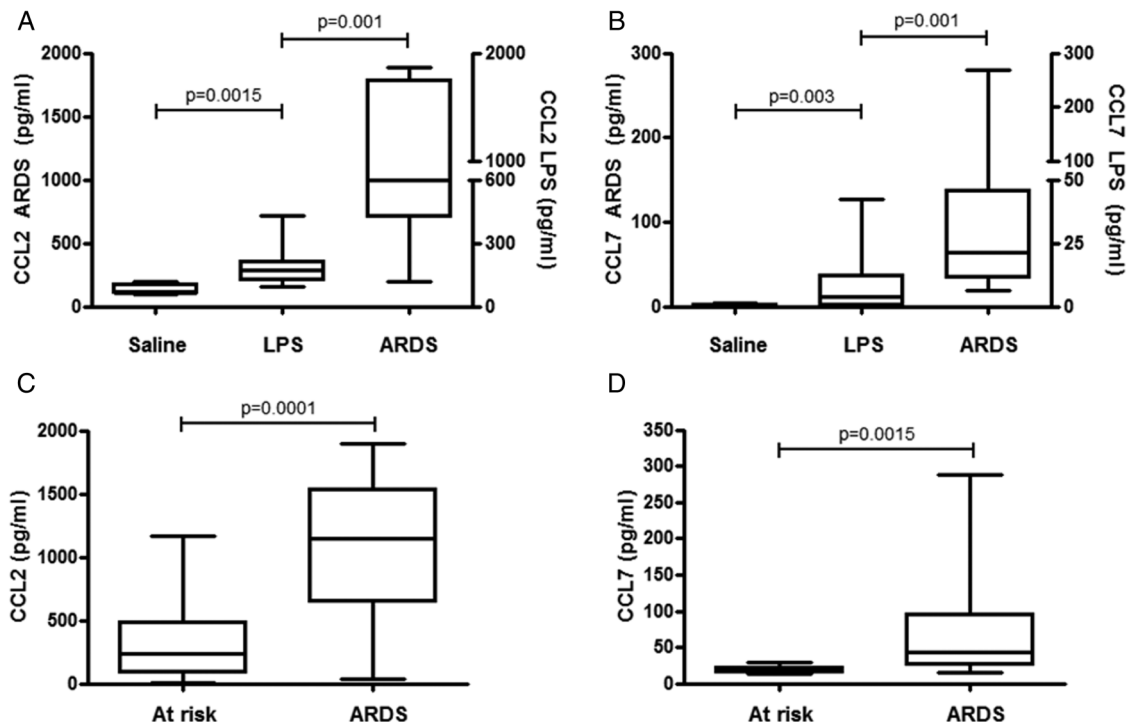 A
p=0.001
p=0.0015
2000
1500
1000
500
0
CCL2 ARDS (pg/ml)
2000
1000
600
300
0
CCL2 LPS (pg/ml)
Saline LPS ARDS
B
p=0.001
p=0.003
300
200
100
0
CCL7 ARDS (pg/ml)
300
200
100
50
25
0
CCL7 LPS (pg/ml)
Saline LPS ARDS
C
p=0.0001
2000
1500
1000
500
0
CCL2 (pg/ml)
At risk ARDS
D
p=0.0015
350
300
250
200
150
100
50
0
CCL7 (pg/ml)
At risk ARDS